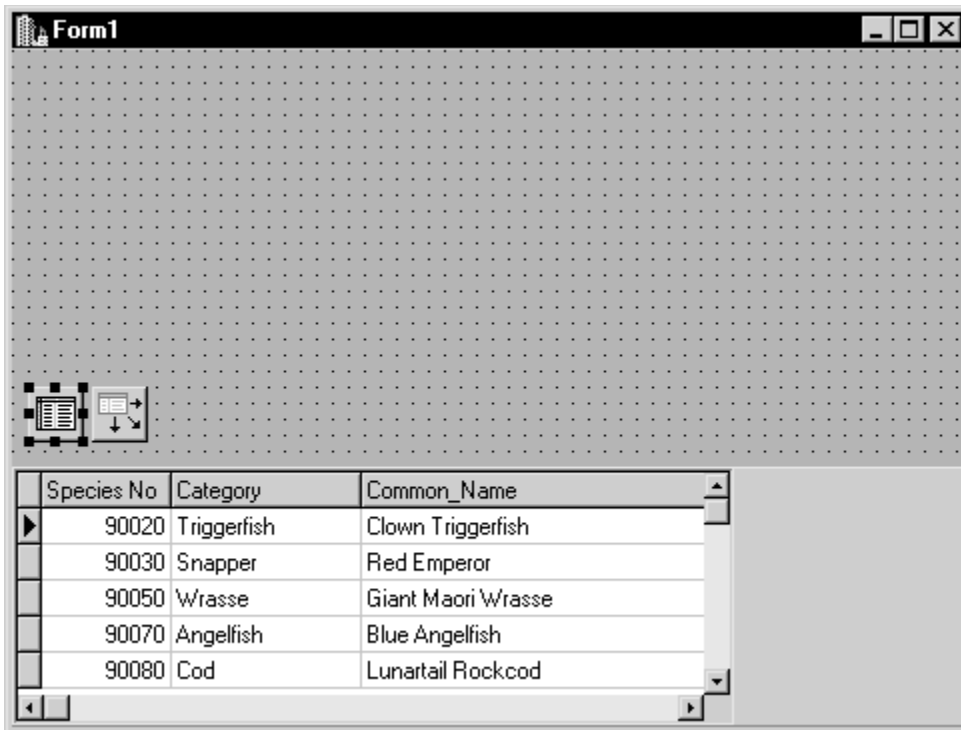 Form1
Species No Category Common_Name
90020 Triggerfish Clown Triggerfish
90030 Snapper Red Emperor
90050 Wrasse Giant Maori Wrasse
90070 Angelfish Blue Angelfish
90080 Cod Lunartail Rockcod